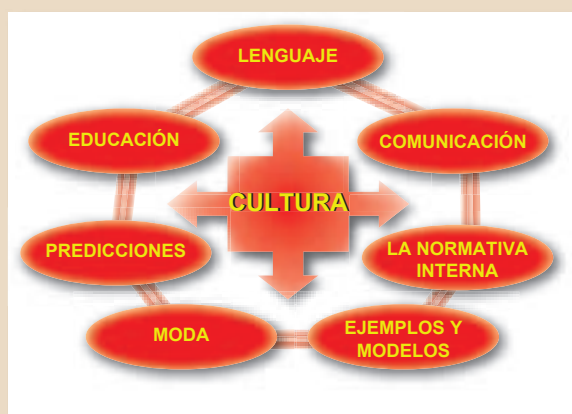 LENGUAJE
EDUCACIÓN
COMUNICACIÓN
CULTURA
PREDICCIONES
LA NORMATIVA
INTERNA
MODA
EJEMPLOS Y
MODELOS